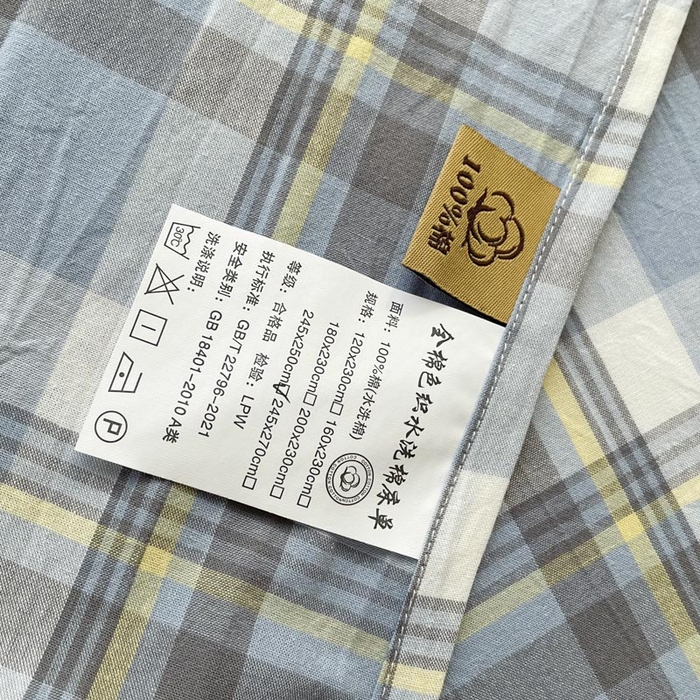 100%棉
全棉色织水洗棉床单
面料：100%棉(水洗棉)
规格：120x230cm□
180x230cm□ 160x230cm□
245x250cm☑ 200x230cm□
245x270cm□
等级：合格品 检验：LPW
执行标准：GB/T 22796-2021
安全类别：GB 18401-2010 A类
洗涤说明：
30℃
P